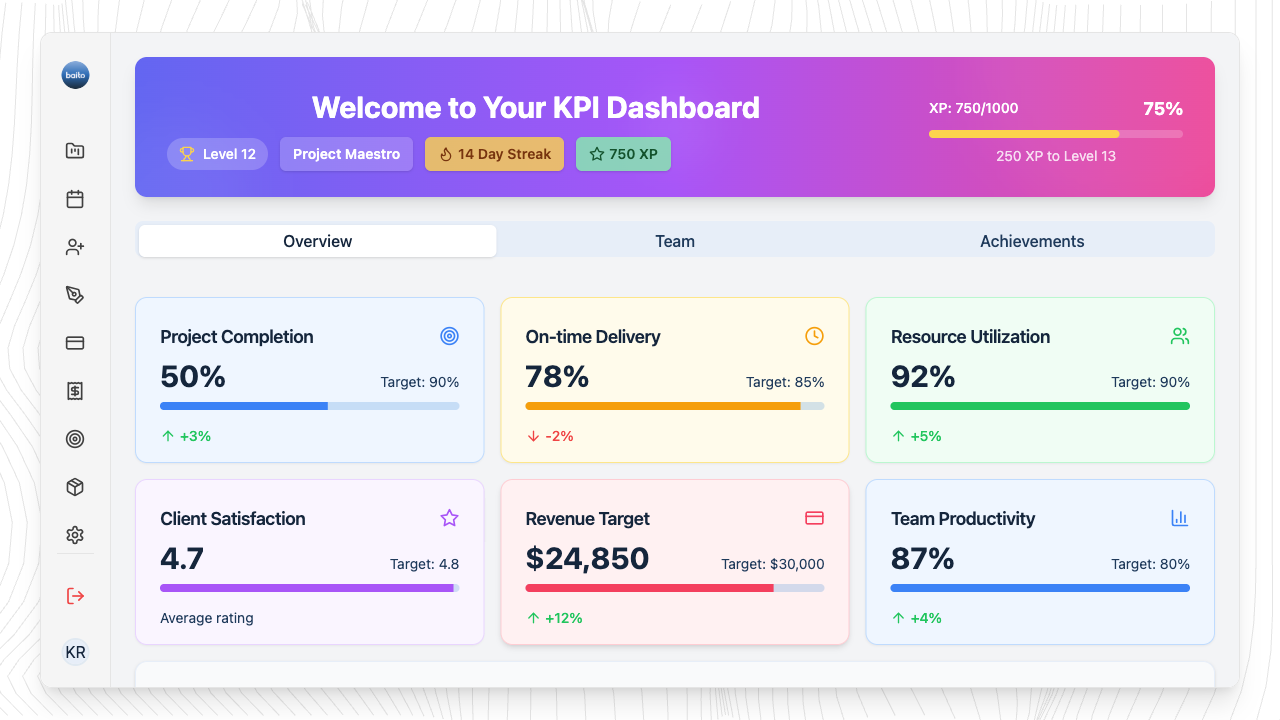 baito
Welcome to Your KPI Dashboard
Level 12
Project Maestro
14 Day Streak
750 XP
XP: 750/1000
75%
250 XP to Level 13
Overview
Team
Achievements
Project Completion
50%
Target: 90%
+3%
On-time Delivery
78%
Target: 85%
-2%
Resource Utilization
92%
Target: 90%
+5%
Client Satisfaction
4.7
Target: 4.8
Average rating
Revenue Target
$24,850
Target: $30,000
+12%
Team Productivity
87%
Target: 80%
+4%
KR